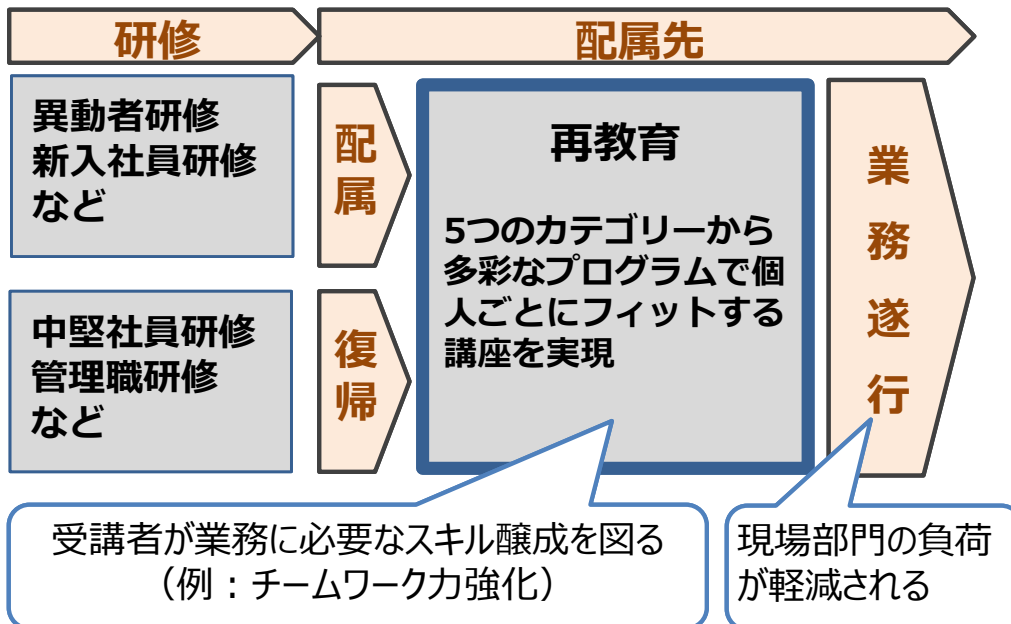 研修
配属先
異動者研修
新入社員研修
など
配属
再教育
5つのカテゴリーから
多彩なプログラムで個
人ごとにフィットする
講座を実現
業務遂行
中堅社員研修
管理職研修
など
復帰
受講者が業務に必要なスキル醸成を図る
（例：チームワーク力強化）
現場部門の負荷
が軽減される